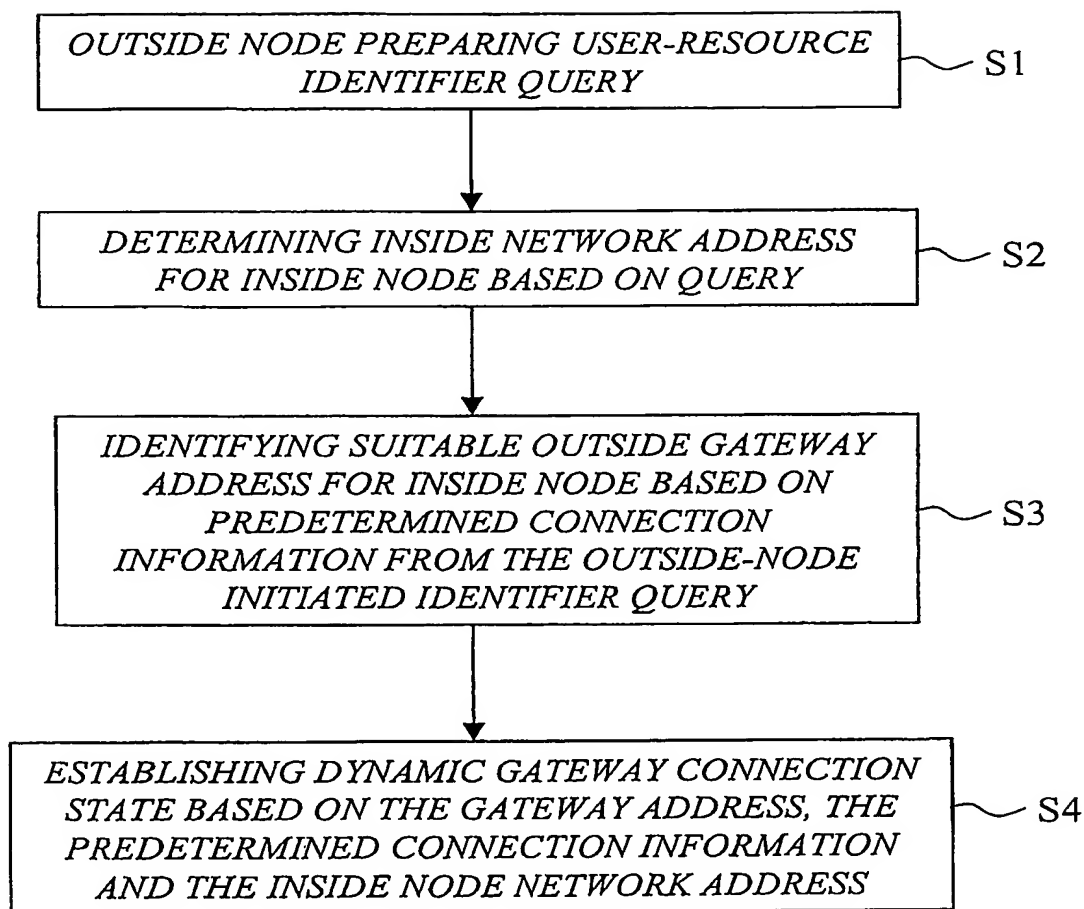 OUTSIDE NODE PREPARING USER-RESOURCE
IDENTIFIER QUERY
S1
DETERMINING INSIDE NETWORK ADDRESS
FOR INSIDE NODE BASED ON QUERY
S2
IDENTIFYING SUITABLE OUTSIDE GATEWAY
ADDRESS FOR INSIDE NODE BASED ON
PREDETERMINED CONNECTION
INFORMATION FROM THE OUTSIDE-NODE
INITIATED IDENTIFIER QUERY
S3
ESTABLISHING DYNAMIC GATEWAY CONNECTION
STATE BASED ON THE GATEWAY ADDRESS, THE
PREDETERMINED CONNECTION INFORMATION
AND THE INSIDE NODE NETWORK ADDRESS
S4